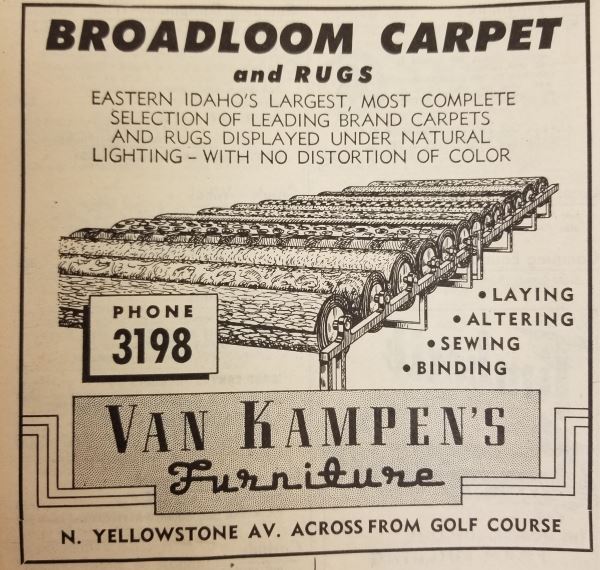 BROADLOOM CARPET
and RUGS
EASTERN IDAHO'S LARGEST, MOST COMPLETE
SELECTION OF LEADING BRAND CARPETS
AND RUGS DISPLAYED UNDER NATURAL
LIGHTING – WITH NO DISTORTION OF COLOR
PHONE
3198
• LAYING
• ALTERING
• SEWING
• BINDING
VAN KAMPEN'S
Furniture
N. YELLOWSTONE AV. ACROSS FROM GOLF COURSE